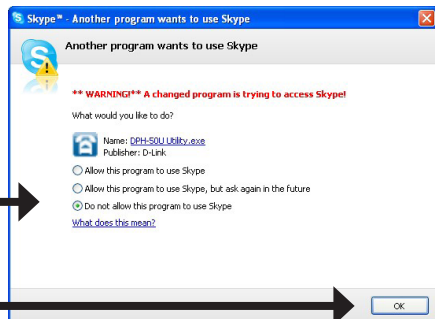 Skype™ - Another program wants to use Skype
Another program wants to use Skype
** WARNING!** A changed program is trying to access Skype!
What would you like to do?
Name: DPH-50U Utility.exe
Publisher: D-Link
Allow this program to use Skype
Allow this program to use Skype, but ask again in the future
Do not allow this program to use Skype
What does this mean?
OK